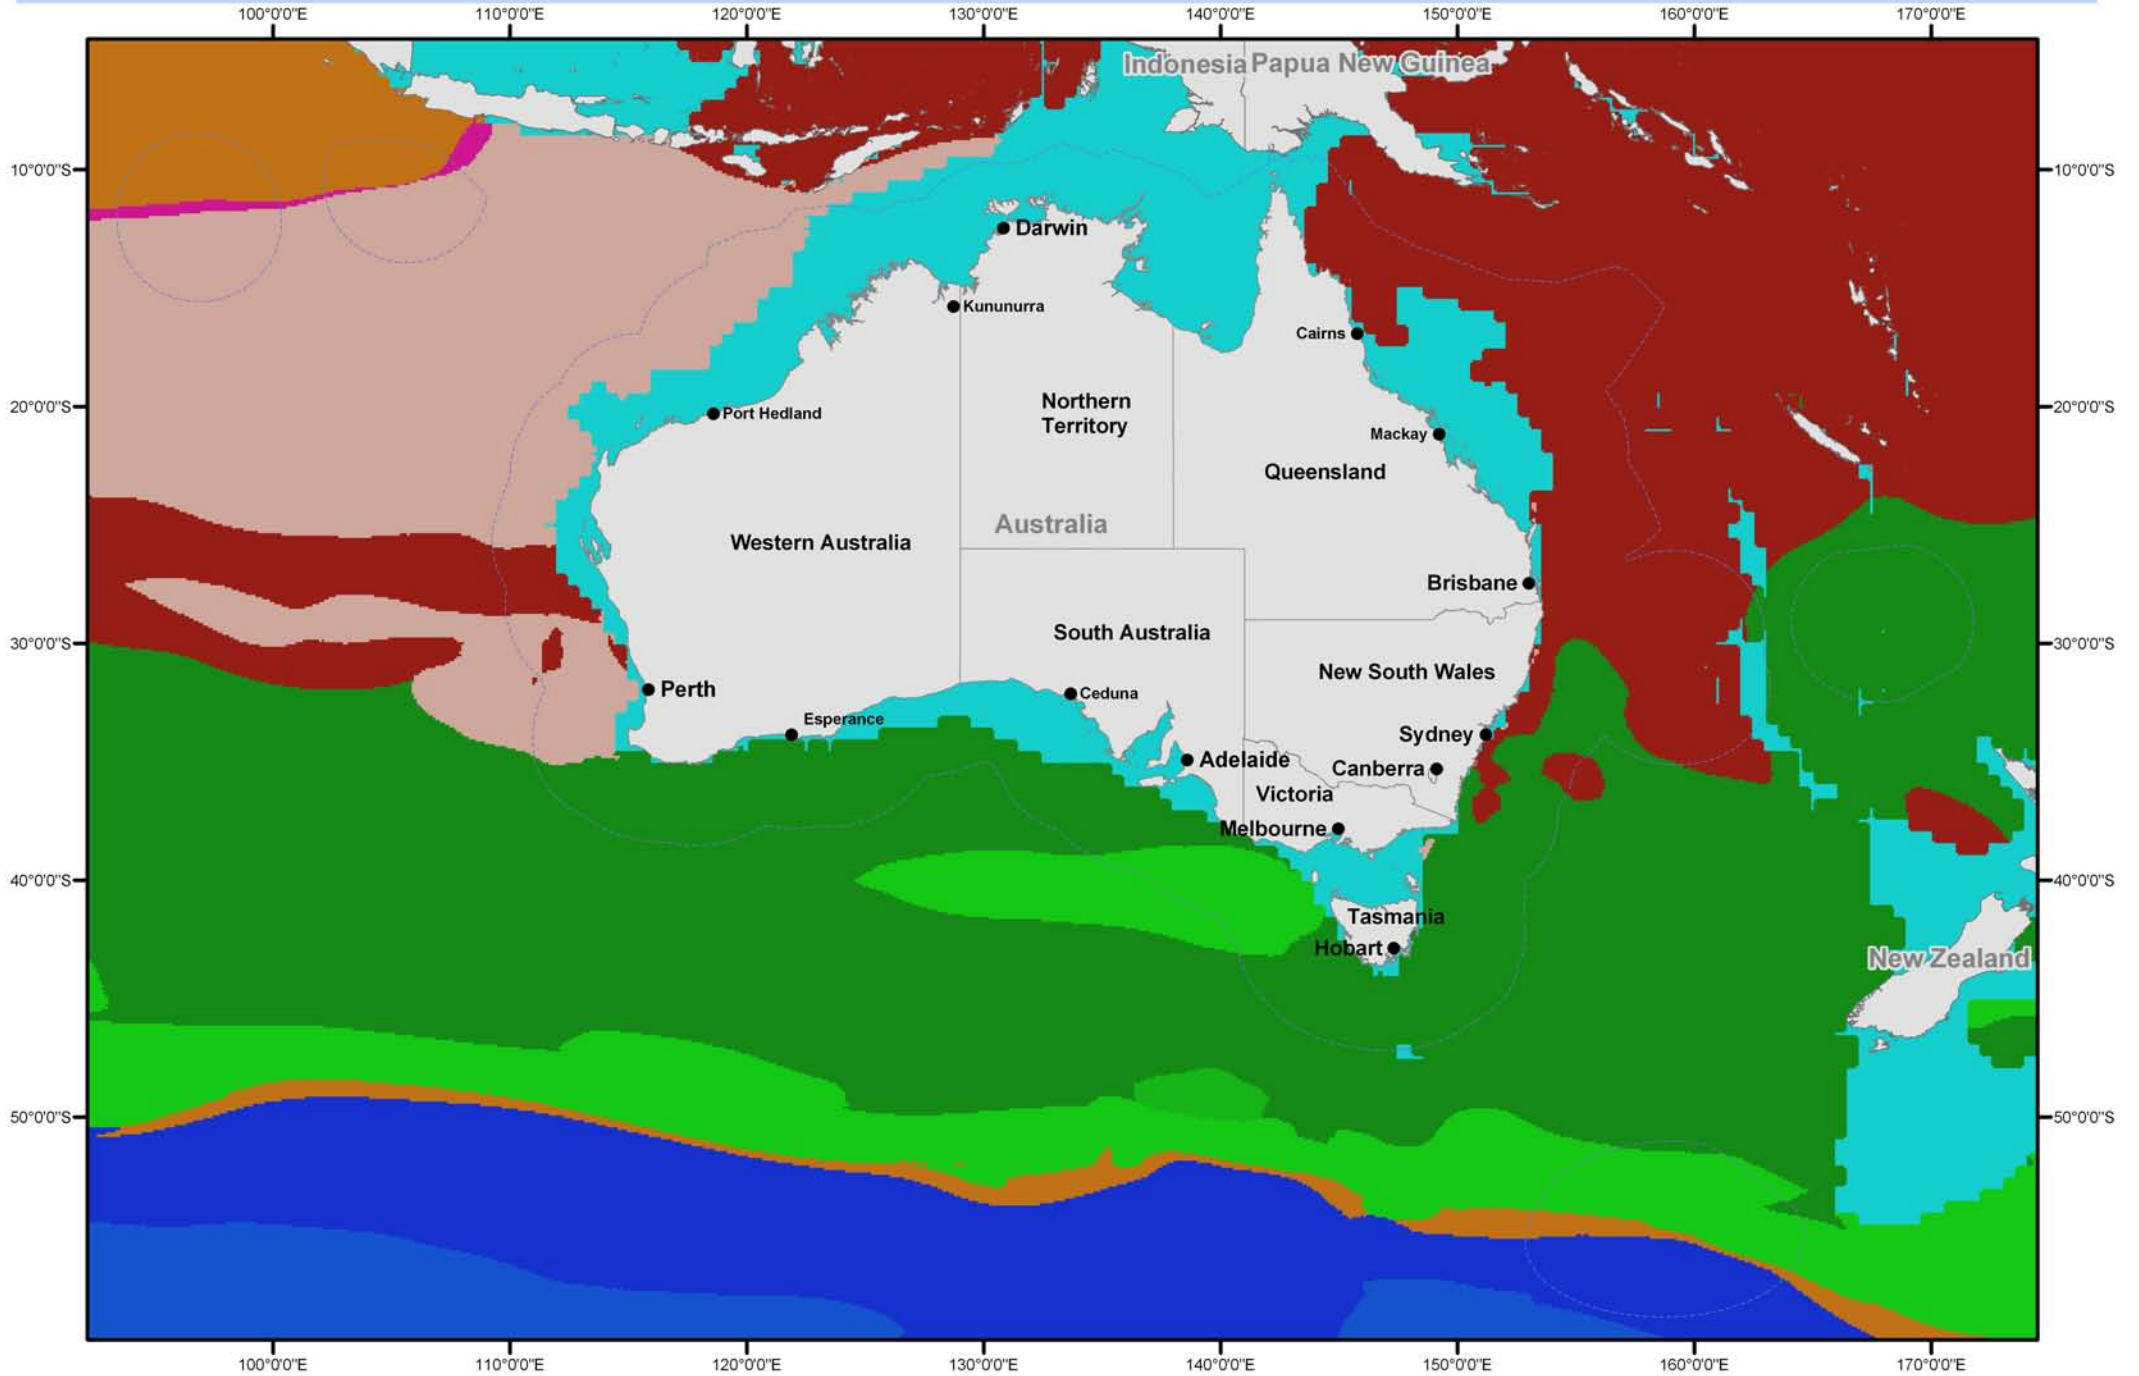 100°0'0"E 110°0'0"E 120°0'0"E 130°0'0"E 140°0'0"E 150°0'0"E 160°0'0"E 170°0'0"E
Indonesia Papua New Guinea
10°0'0"S 10°0'0"S
Darwin
Kununurra
Cairns
20°0'0"S 20°0'0"S
Northern
Territory
Port Hedland
Mackay
Queensland
Australia
Western Australia
Brisbane
South Australia
30°0'0"S 30°0'0"S
New South Wales
Perth
Ceduna
Esperance
Sydney
Adelaide
Canberra
Victoria
Melbourne
40°0'0"S 40°0'0"S
Tasmania
Hobart
New Zealand
50°0'0"S 50°0'0"S
100°0'0"E 110°0'0"E 120°0'0"E 130°0'0"E 140°0'0"E 150°0'0"E 160°0'0"E 170°0'0"E